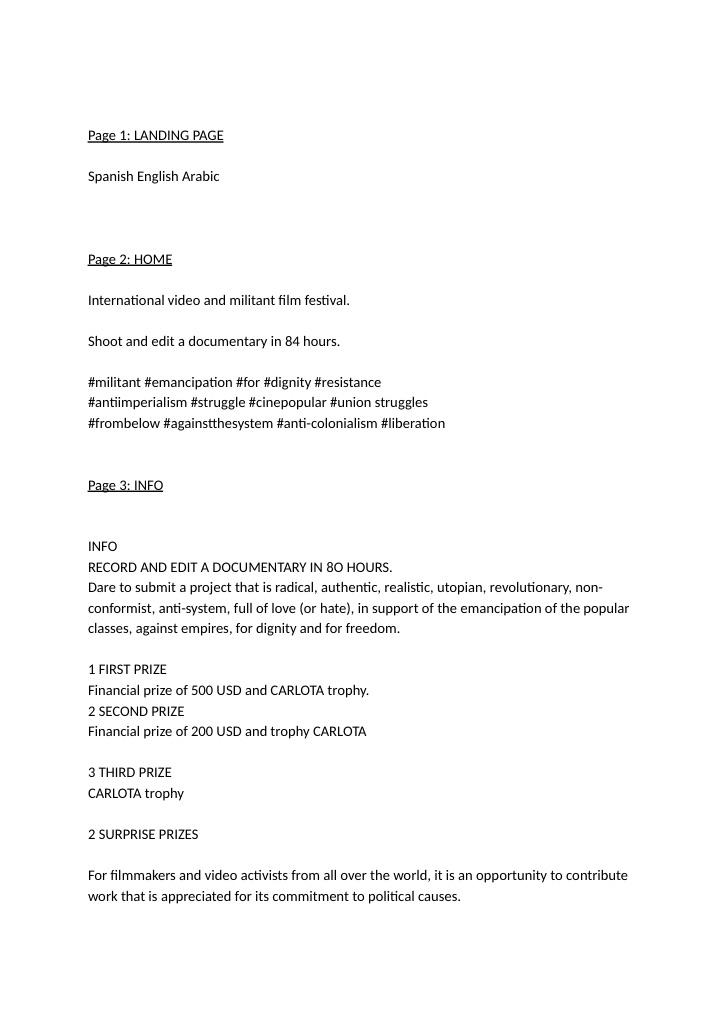 Page 1: LANDING PAGE
Spanish English Arabic
Page 2: HOME
International video and militant film festival.
Shoot and edit a documentary in 84 hours.
#militant #emancipation #for #dignity #resistance
#antiimperialism #struggle #cinepopular #union struggles
#frombelow #againstthesystem #anti-colonialism #liberation
Page 3: INFO
INFO
RECORD AND EDIT A DOCUMENTARY IN 8O HOURS.
Dare to submit a project that is radical, authentic, realistic, utopian, revolutionary, non-
conformist, anti-system, full of love (or hate), in support of the emancipation of the popular
classes, against empires, for dignity and for freedom.
1 FIRST PRIZE
Financial prize of 500 USD and CARLOTA trophy.
2 SECOND PRIZE
Financial prize of 200 USD and trophy CARLOTA
3 THIRD PRIZE
CARLOTA trophy
2 SURPRISE PRIZES
For filmmakers and video activists from all over the world, it is an opportunity to contribute
work that is appreciated for its commitment to political causes.